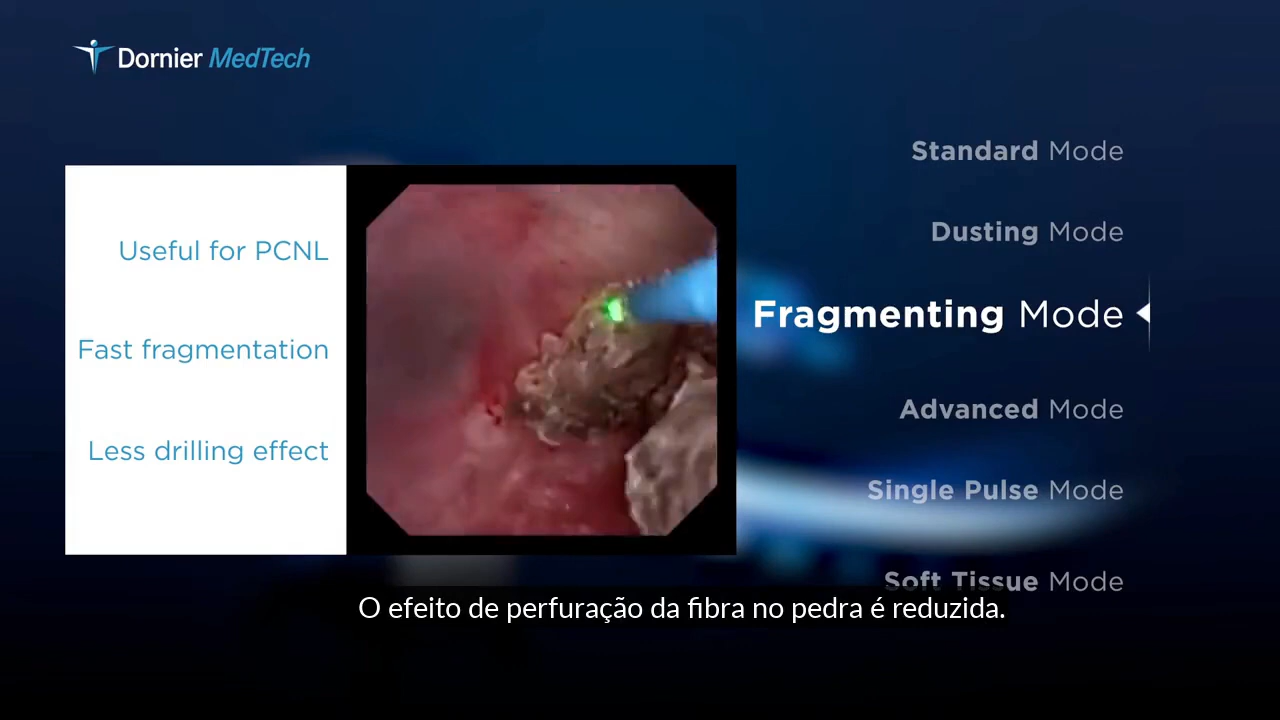 Dornier MedTech
Useful for PCNL
Fast fragmentation
Less drilling effect
Standard Mode
Dusting Mode
Fragmenting Mode
Advanced Mode
Single Pulse Mode
Soft Tissue Mode
O efeito de perfuração da fibra no pedra é reduzida.